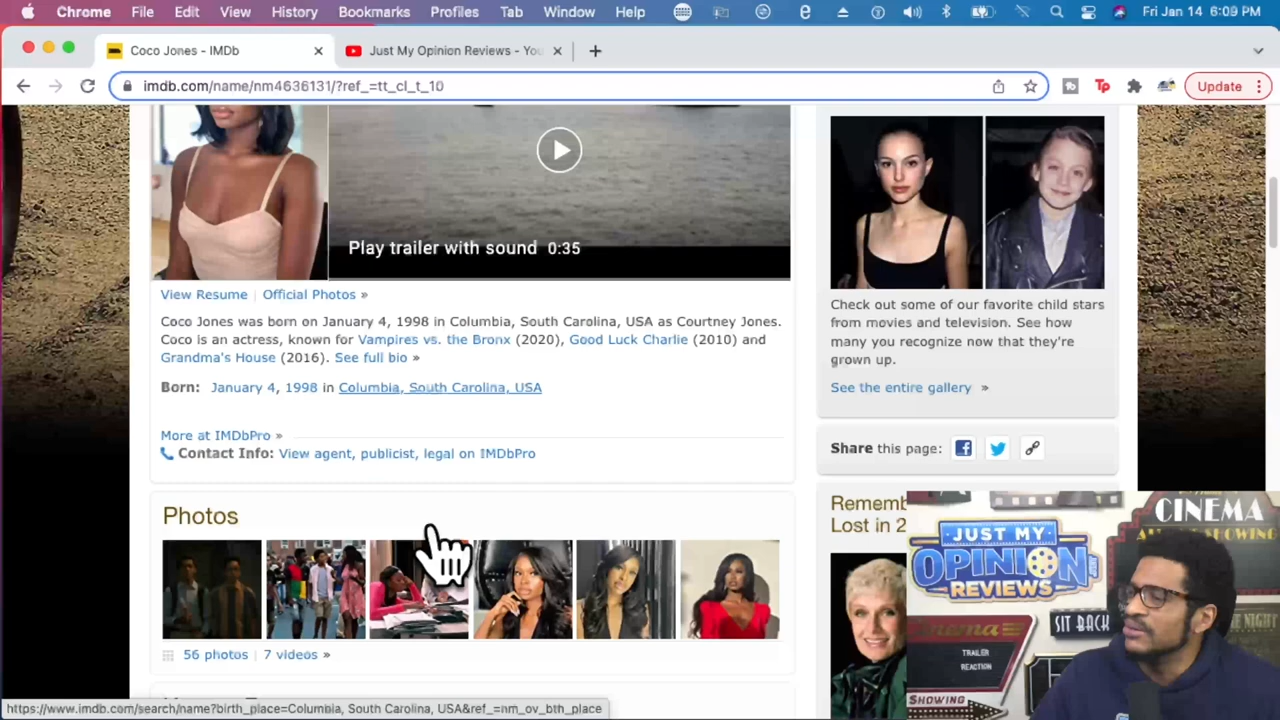 Chrome File Edit View History Bookmarks Profiles Tab Window Help Fri Jan 14 6:09 PM
Coco Jones - IMDb
Just My Opinion Reviews - You
imdb.com/name/nm4636131/?ref_=tt_cl_t_10
Update
Play trailer with sound 0:35
View Resume | Official Photos »
Coco Jones was born on January 4, 1998 in Columbia, South Carolina, USA as Courtney Jones.
Coco is an actress, known for Vampires vs. the Bronx (2020), Good Luck Charlie (2010) and
Grandma's House (2016). See full bio »
Born: January 4, 1998 in Columbia, South Carolina, USA
More at IMDbPro »
Contact Info: View agent, publicist, legal on IMDbPro
Photos
56 photos | 7 videos »
Check out some of our favorite child stars
from movies and television. See how
many you recognize now that they're
grown up.
See the entire gallery »
Share this page:
Rememb
Lost in 2
JUST MY
OPINION
REVIEWS
CINEMA
SHOWING
SIT BACK
NIGHT
Cinema
TRAILER
REACTION
SHOWING
https://www.imdb.com/search/name?birth_place=Columbia, South Carolina, USA&ref_=nm_ov_bth_place